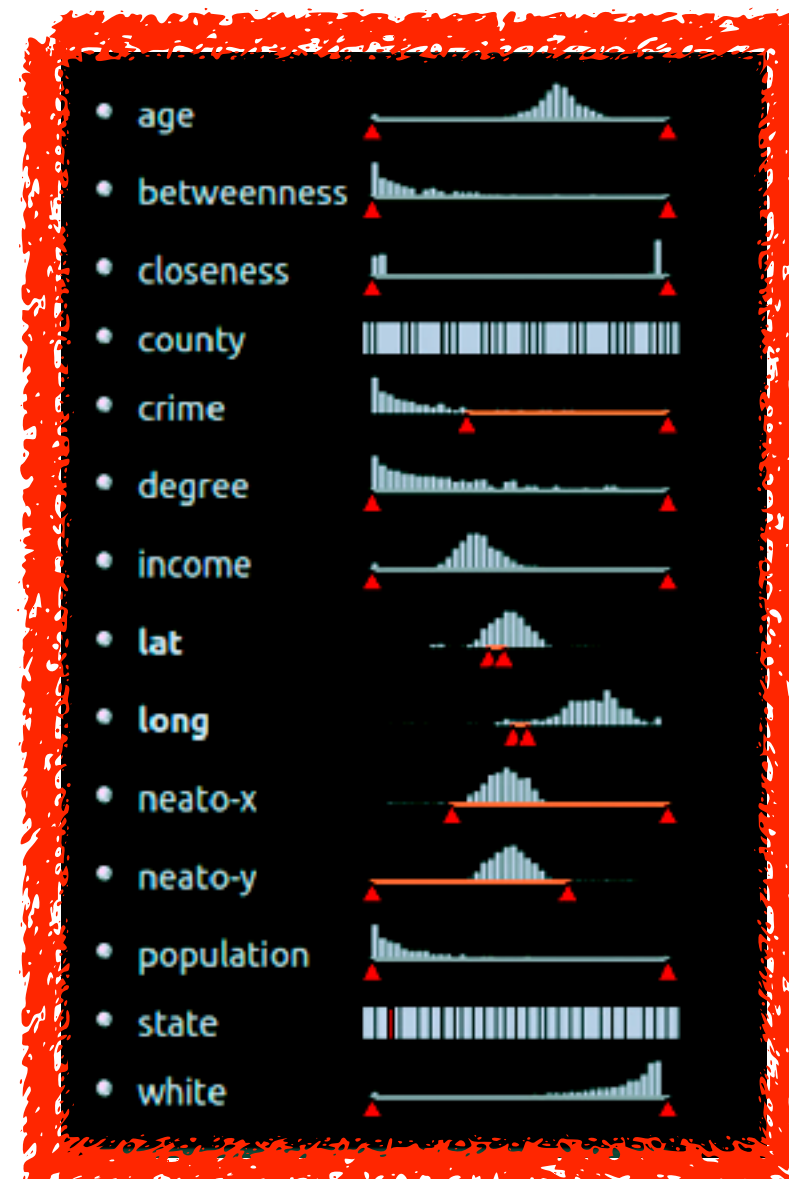 age
betweenness
closeness
county
crime
degree
income
lat
long
neato-x
neato-y
population
state
white